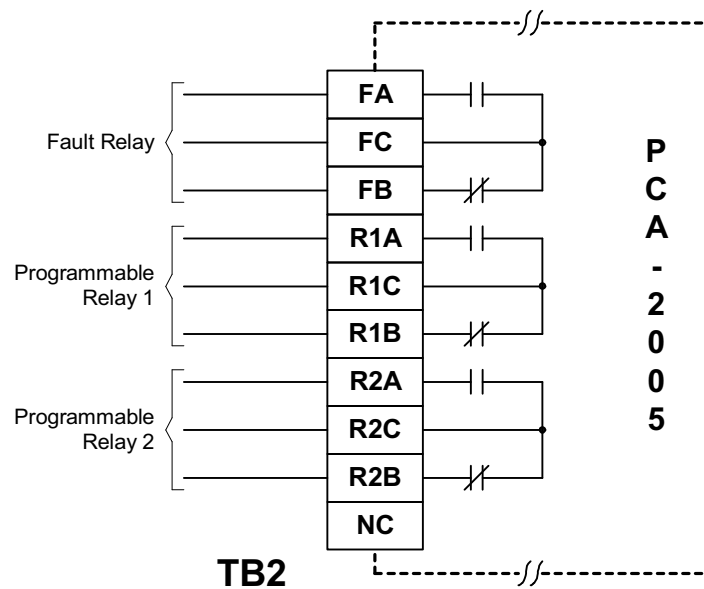 FA
FC
Fault Relay
FB
R1A
Programmable
Relay 1
R1C
R1B
R2A
Programmable
Relay 2
R2C
R2B
NC
TB2
P
C
A
-
2
0
0
5